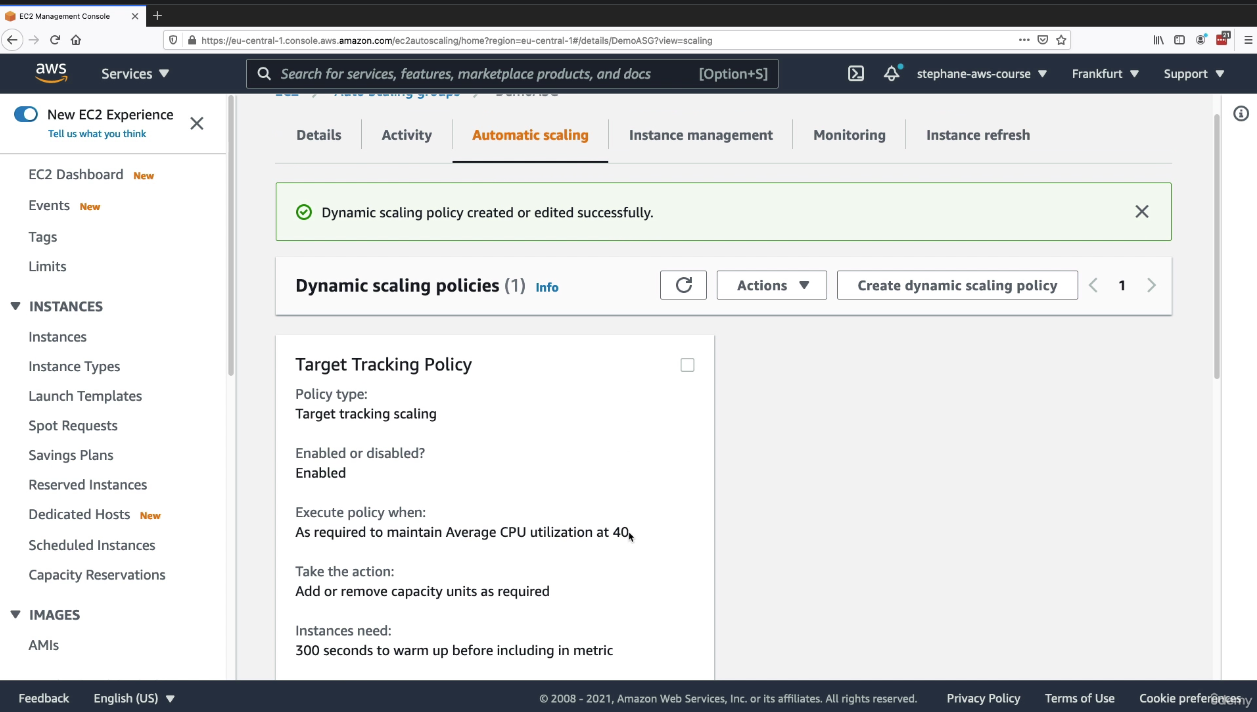 EC2 Management Console
https://eu-central-1.console.aws.amazon.com/ec2autoscaling/home?region=eu-central-1#/details/DemoASG?view=scaling
21
aws
Services
Search for services, features, marketplace products, and docs
[Option+S]
stephane-aws-course
Frankfurt
Support
New EC2 Experience
Tell us what you think
EC2 Dashboard New
Events New
Tags
Limits
INSTANCES
Instances
Instance Types
Launch Templates
Spot Requests
Savings Plans
Reserved Instances
Dedicated Hosts New
Scheduled Instances
Capacity Reservations
IMAGES
AMIs
EC2 Auto Scaling groups DemoASG
Details
Activity
Automatic scaling
Instance management
Monitoring
Instance refresh
Dynamic scaling policy created or edited successfully.
Dynamic scaling policies (1) Info
Actions
Create dynamic scaling policy
1
Target Tracking Policy
Policy type:
Target tracking scaling
Enabled or disabled?
Enabled
Execute policy when:
As required to maintain Average CPU utilization at 40
Take the action:
Add or remove capacity units as required
Instances need:
300 seconds to warm up before including in metric
Feedback
English (US)
© 2008 - 2021, Amazon Web Services, Inc. or its affiliates. All rights reserved.
Privacy Policy
Terms of Use
Cookie preferences
ûdemy